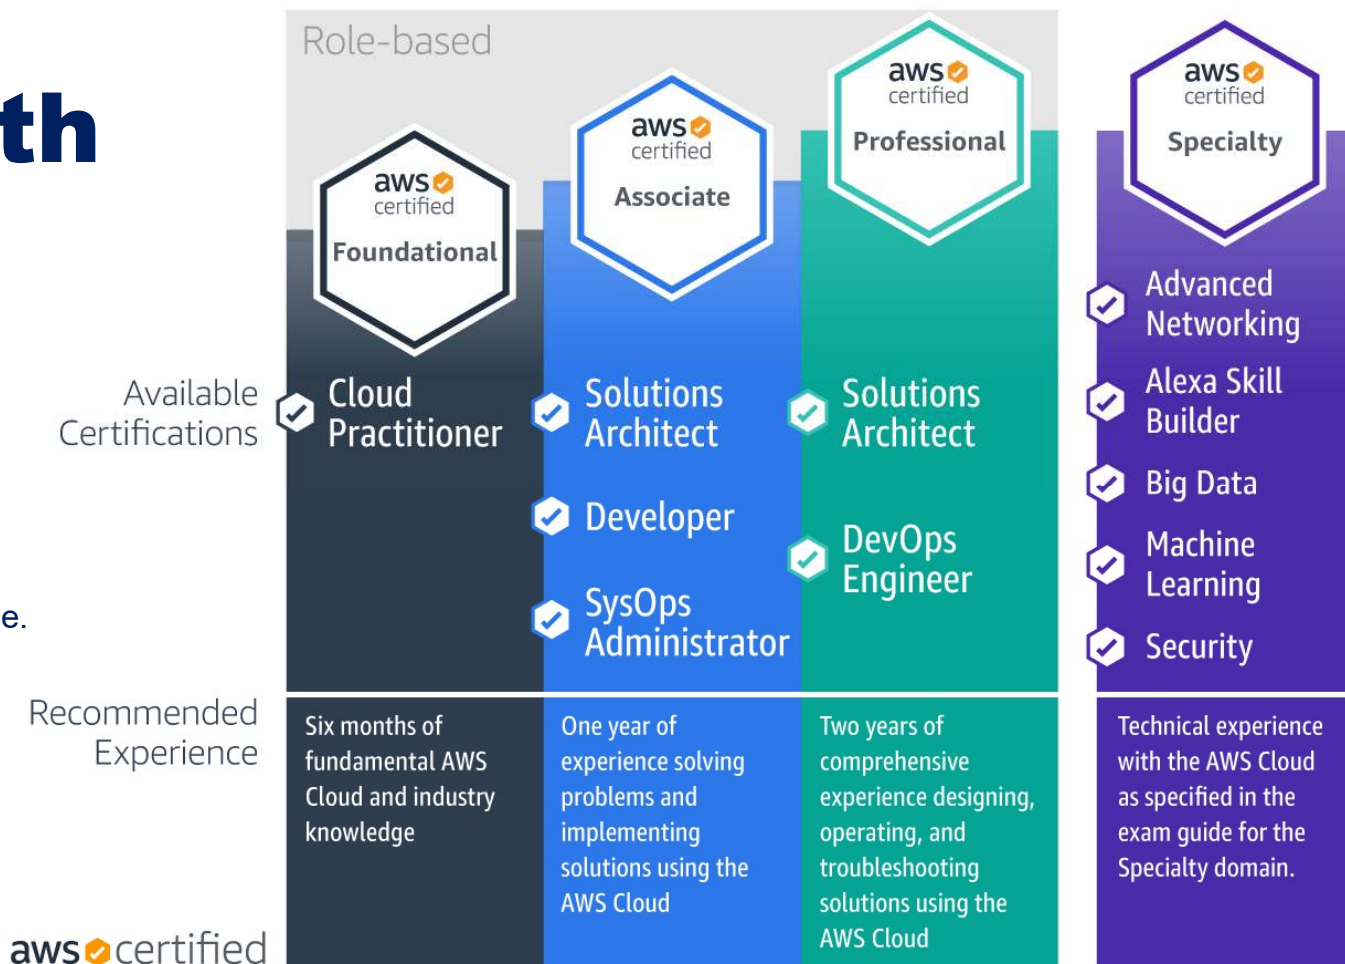 th
e.
Role-based
aws
certified
Foundational
aws
certified
Associate
aws
certified
Professional
aws
certified
Specialty
Available
Certifications
Cloud
Practitioner
Solutions
Architect
Developer
SysOps
Administrator
Solutions
Architect
DevOps
Engineer
Advanced
Networking
Alexa Skill
Builder
Big Data
Machine
Learning
Security
Recommended
Experience
Six months of
fundamental AWS
Cloud and industry
knowledge
One year of
experience solving
problems and
implementing
solutions using the
AWS Cloud
Two years of
comprehensive
experience designing,
operating, and
troubleshooting
solutions using the
AWS Cloud
Technical experience
with the AWS Cloud
as specified in the
exam guide for the
Specialty domain.
aws certified